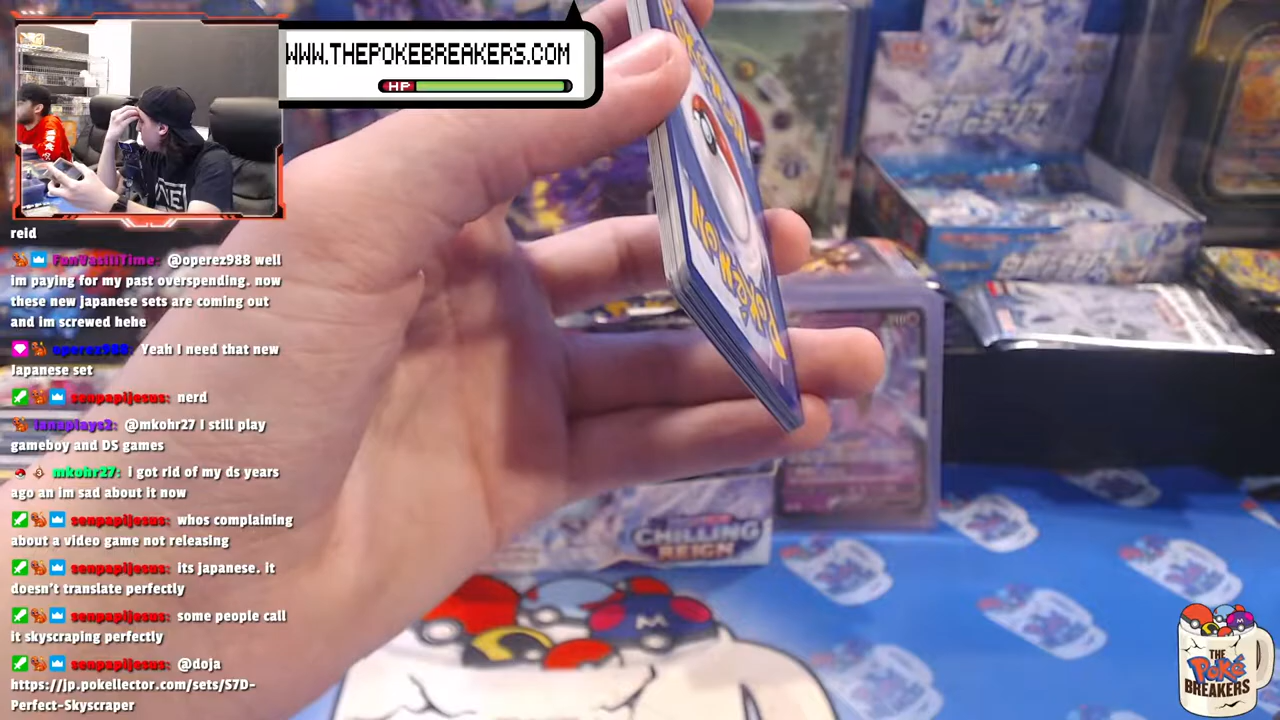 WWW.THEPOKEBREAKERS.COM
HP
reid
FunVasiliTime: @operez988 well
im paying for my past overspending. now
these new japanese sets are coming out
and im screwed hehe
operez988: Yeah I need that new
Japanese set
senpapijesus: nerd
lanaplays2: @mkohr27 I still play
gameboy and DS games
mkohr27: i got rid of my ds years
ago an im sad about it now
senpapijesus: whos complaining
about a video game not releasing
senpapijesus: its japanese. it
doesn't translate perfectly
senpapijesus: some people call
it skyscraping perfectly
senpapijesus: @doja
https://jp.pokellector.com/sets/S7D-
Perfect-Skyscraper
Pokémon
CHILLING
REIGN
M
THE
Poké
BREAKERS